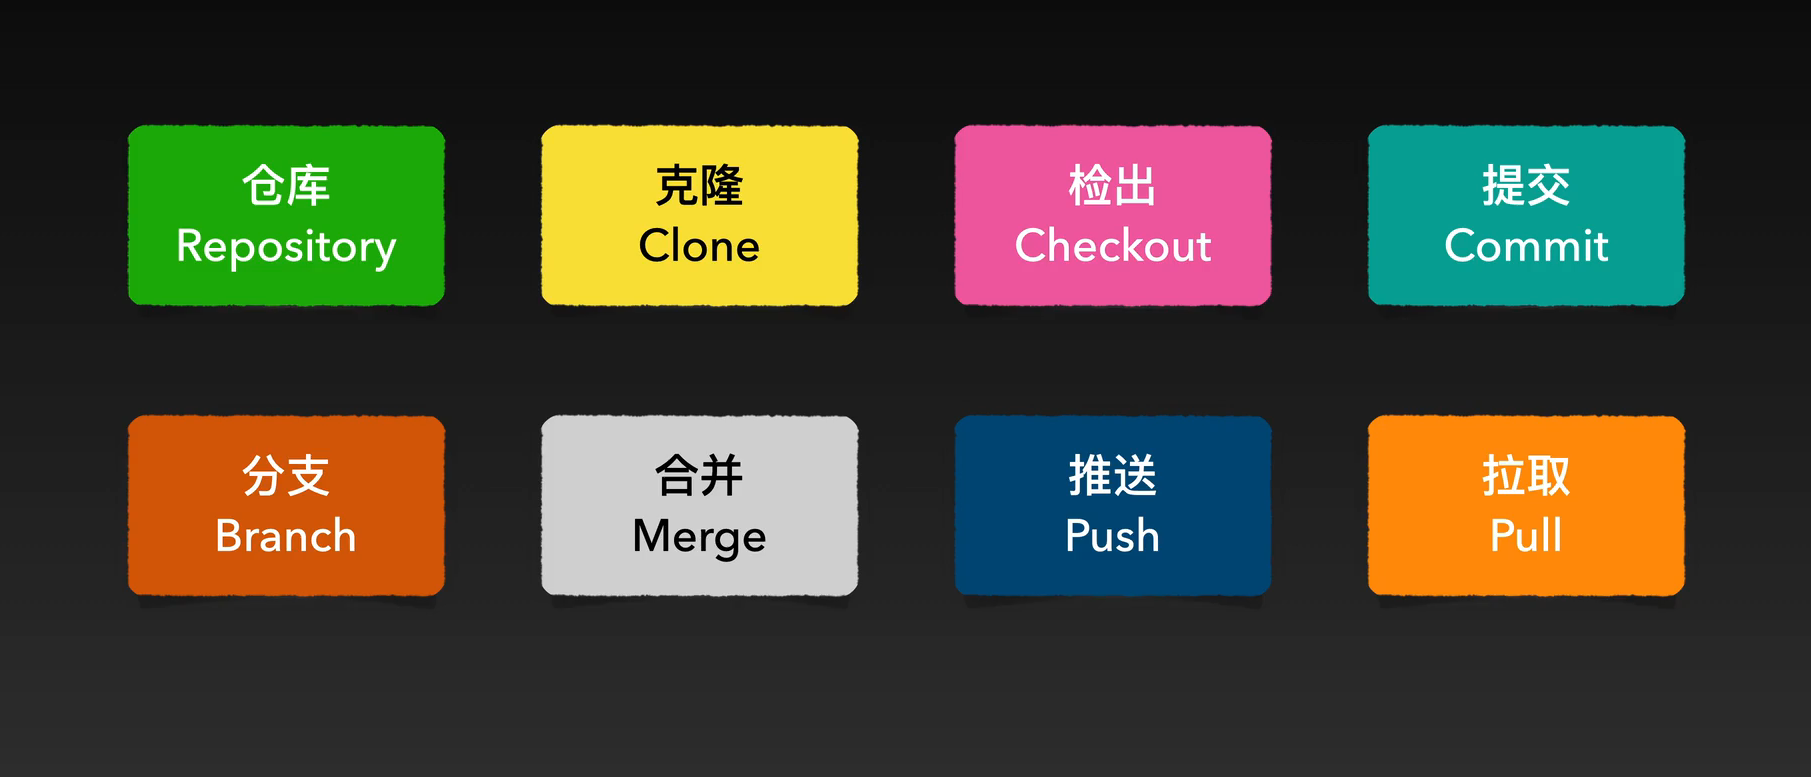 仓库
Repository
克隆
Clone
检出
Checkout
提交
Commit
分支
Branch
合并
Merge
推送
Push
拉取
Pull